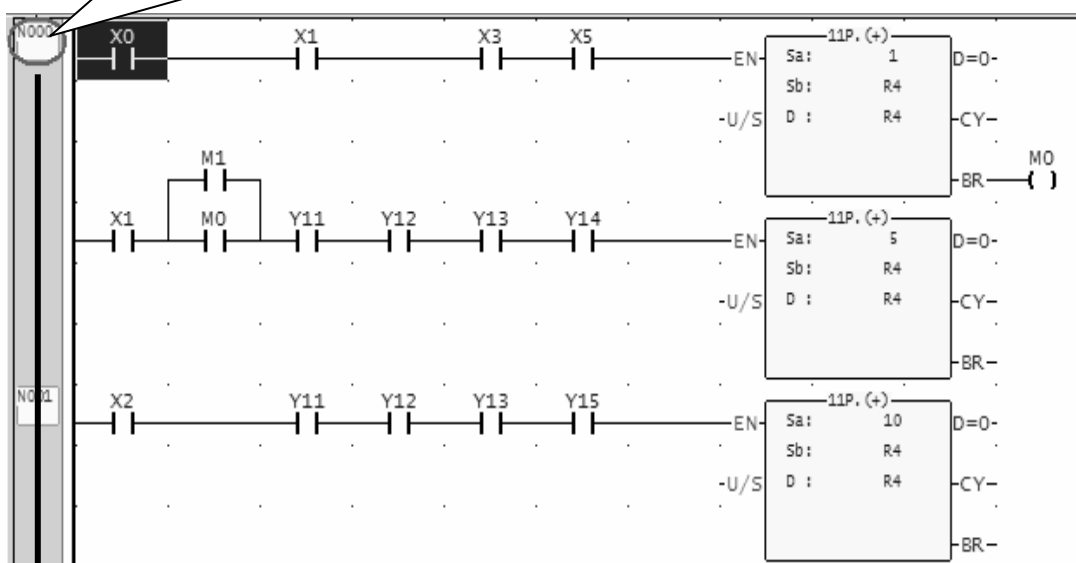 N000 X0 X1 X3 X5 11P.(+)
EN Sa: 1 D=0
Sb: R4
U/S D : R4 CY
M1 M0
BR ( )
X1 M0 Y11 Y12 Y13 Y14 11P.(+)
EN Sa: 5 D=0
Sb: R4
U/S D : R4 CY
BR
N001 X2 Y11 Y12 Y13 Y15 11P.(+)
EN Sa: 10 D=0
Sb: R4
U/S D : R4 CY
BR